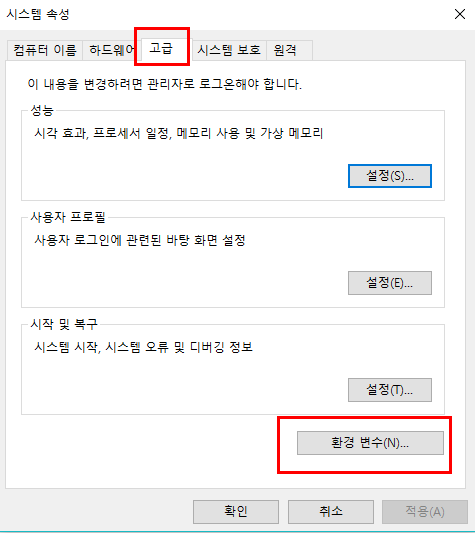 시스템 속성
컴퓨터 이름 하드웨어 고급 시스템 보호 원격
이 내용을 변경하려면 관리자로 로그온해야 합니다.
성능
시각 효과, 프로세서 일정, 메모리 사용 및 가상 메모리
설정(S)...
사용자 프로필
사용자 로그인에 관련된 바탕 화면 설정
설정(E)...
시작 및 복구
시스템 시작, 시스템 오류 및 디버깅 정보
설정(T)...
환경 변수(N)...
확인 취소 적용(A)